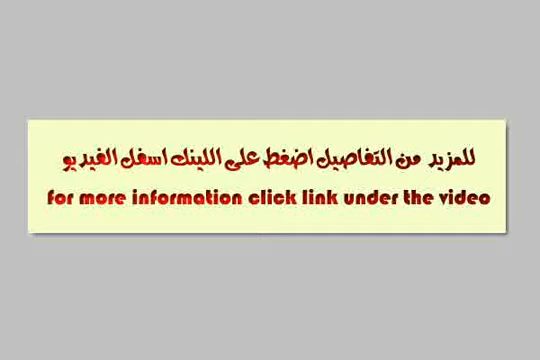 للمزيد من التفاصيل اضغط على اللينك اسفل الفيديو
for more information click link under the video